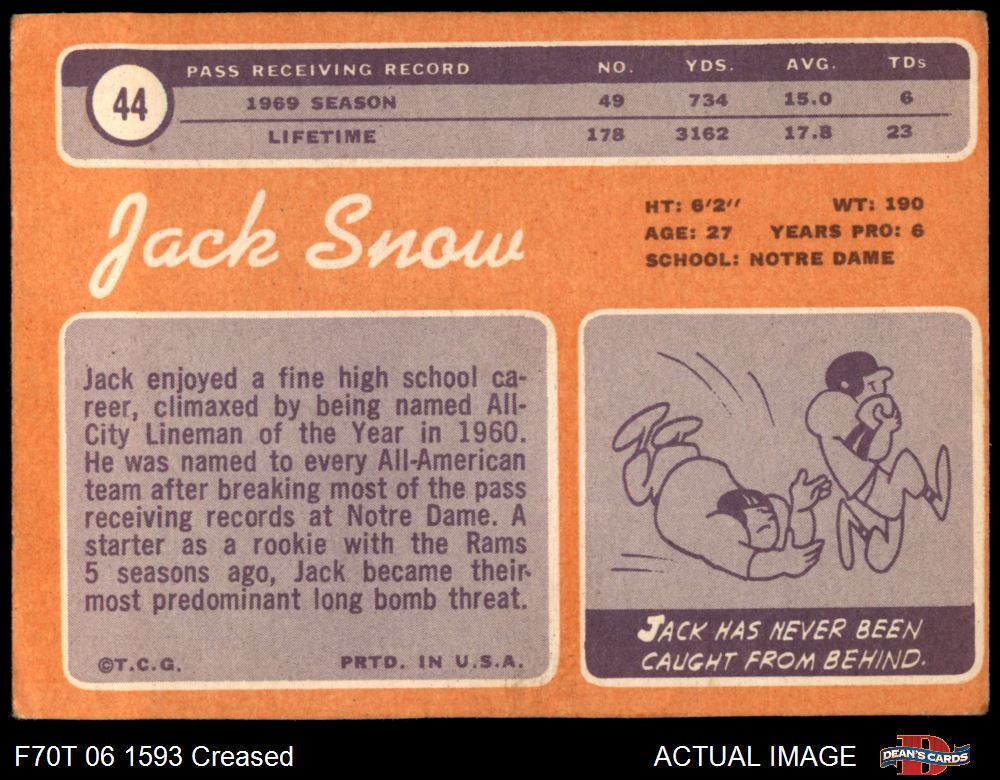 44
PASS RECEIVING RECORD NO. YDS. AVG. TDs
1969 SEASON 49 734 15.0 6
LIFETIME 178 3162 17.8 23
Jack Snow
HT: 6'2'' WT: 190
AGE: 27 YEARS PRO: 6
SCHOOL: NOTRE DAME
Jack enjoyed a fine high school ca-
reer, climaxed by being named All-
City Lineman of the Year in 1960.
He was named to every All-American
team after breaking most of the pass
receiving records at Notre Dame. A
starter as a rookie with the Rams
5 seasons ago, Jack became their
most predominant long bomb threat.
©T.C.G. PRTD. IN U.S.A.
JACK HAS NEVER BEEN
CAUGHT FROM BEHIND.
F70T 06 1593 Creased
ACTUAL IMAGE
D
DEAN'S CARDS